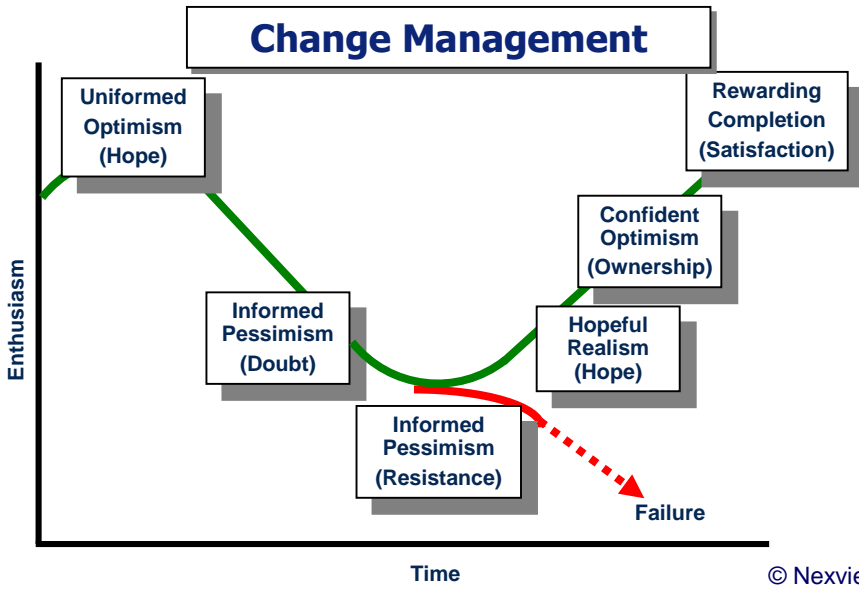 Change Management
Uniformed
Optimism
(Hope)
Rewarding
Completion
(Satisfaction)
Confident
Optimism
(Ownership)
Informed
Pessimism
(Doubt)
Hopeful
Realism
(Hope)
Informed
Pessimism
(Resistance)
Failure
Enthusiasm
Time
© Nexvie